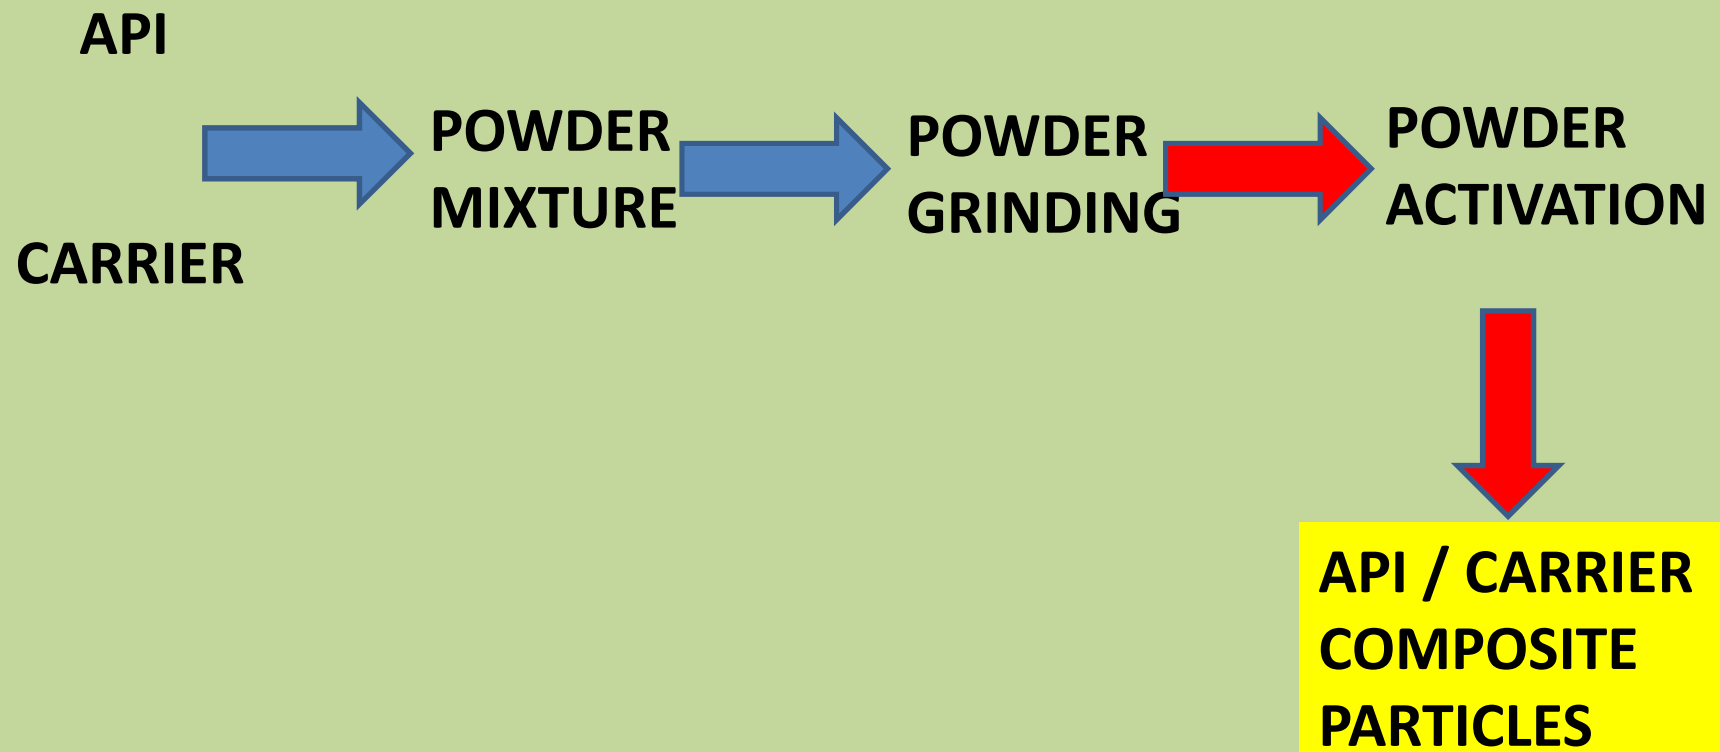 API
CARRIER
POWDER
MIXTURE
POWDER
GRINDING
POWDER
ACTIVATION
API / CARRIER
COMPOSITE
PARTICLES